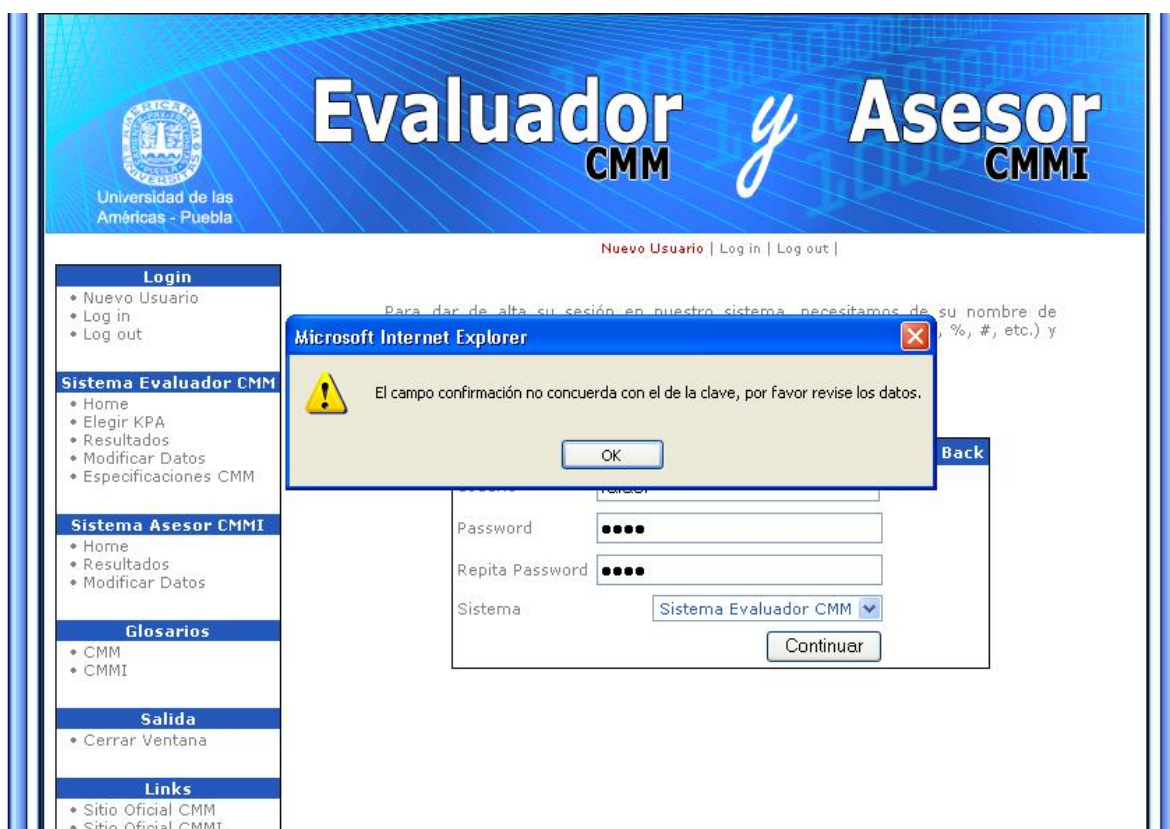 Evaluador y Asesor
CMM CMMI
Universidad de las
Américas - Puebla
Nuevo Usuario | Log in | Log out |
Login
• Nuevo Usuario
• Log in
• Log out
Sistema Evaluador CMM
• Home
• Elegir KPA
• Resultados
• Modificar Datos
• Especificaciones CMM
Sistema Asesor CMMI
• Home
• Resultados
• Modificar Datos
Glosarios
• CMM
• CMMI
Salida
• Cerrar Ventana
Links
• Sitio Oficial CMM
• Sitio Oficial CMMI
Para dar de alta su sesión en nuestro sistema, necesitamos de su nombre de
, %, #, etc.) y
Microsoft Internet Explorer
El campo confirmación no concuerda con el de la clave, por favor revise los datos.
OK
Back
Password ●●●●
Repita Password ●●●●
Sistema Sistema Evaluador CMM
Continuar